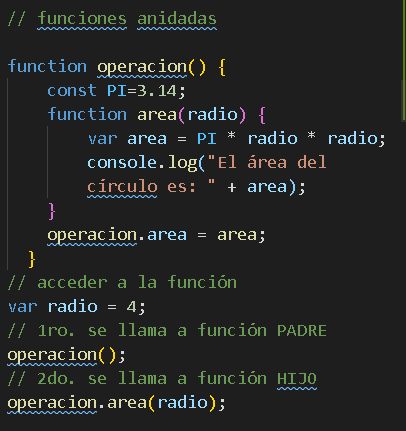 // funciones anidadas
function operacion() {
const PI=3.14;
function area(radio) {
var area = PI * radio * radio;
console.log("El área del
círculo es: " + area);
}
operacion.area = area;
}
// acceder a la función
var radio = 4;
// 1ro. se llama a función PADRE
operacion();
// 2do. se llama a función HIJO
operacion.area(radio);